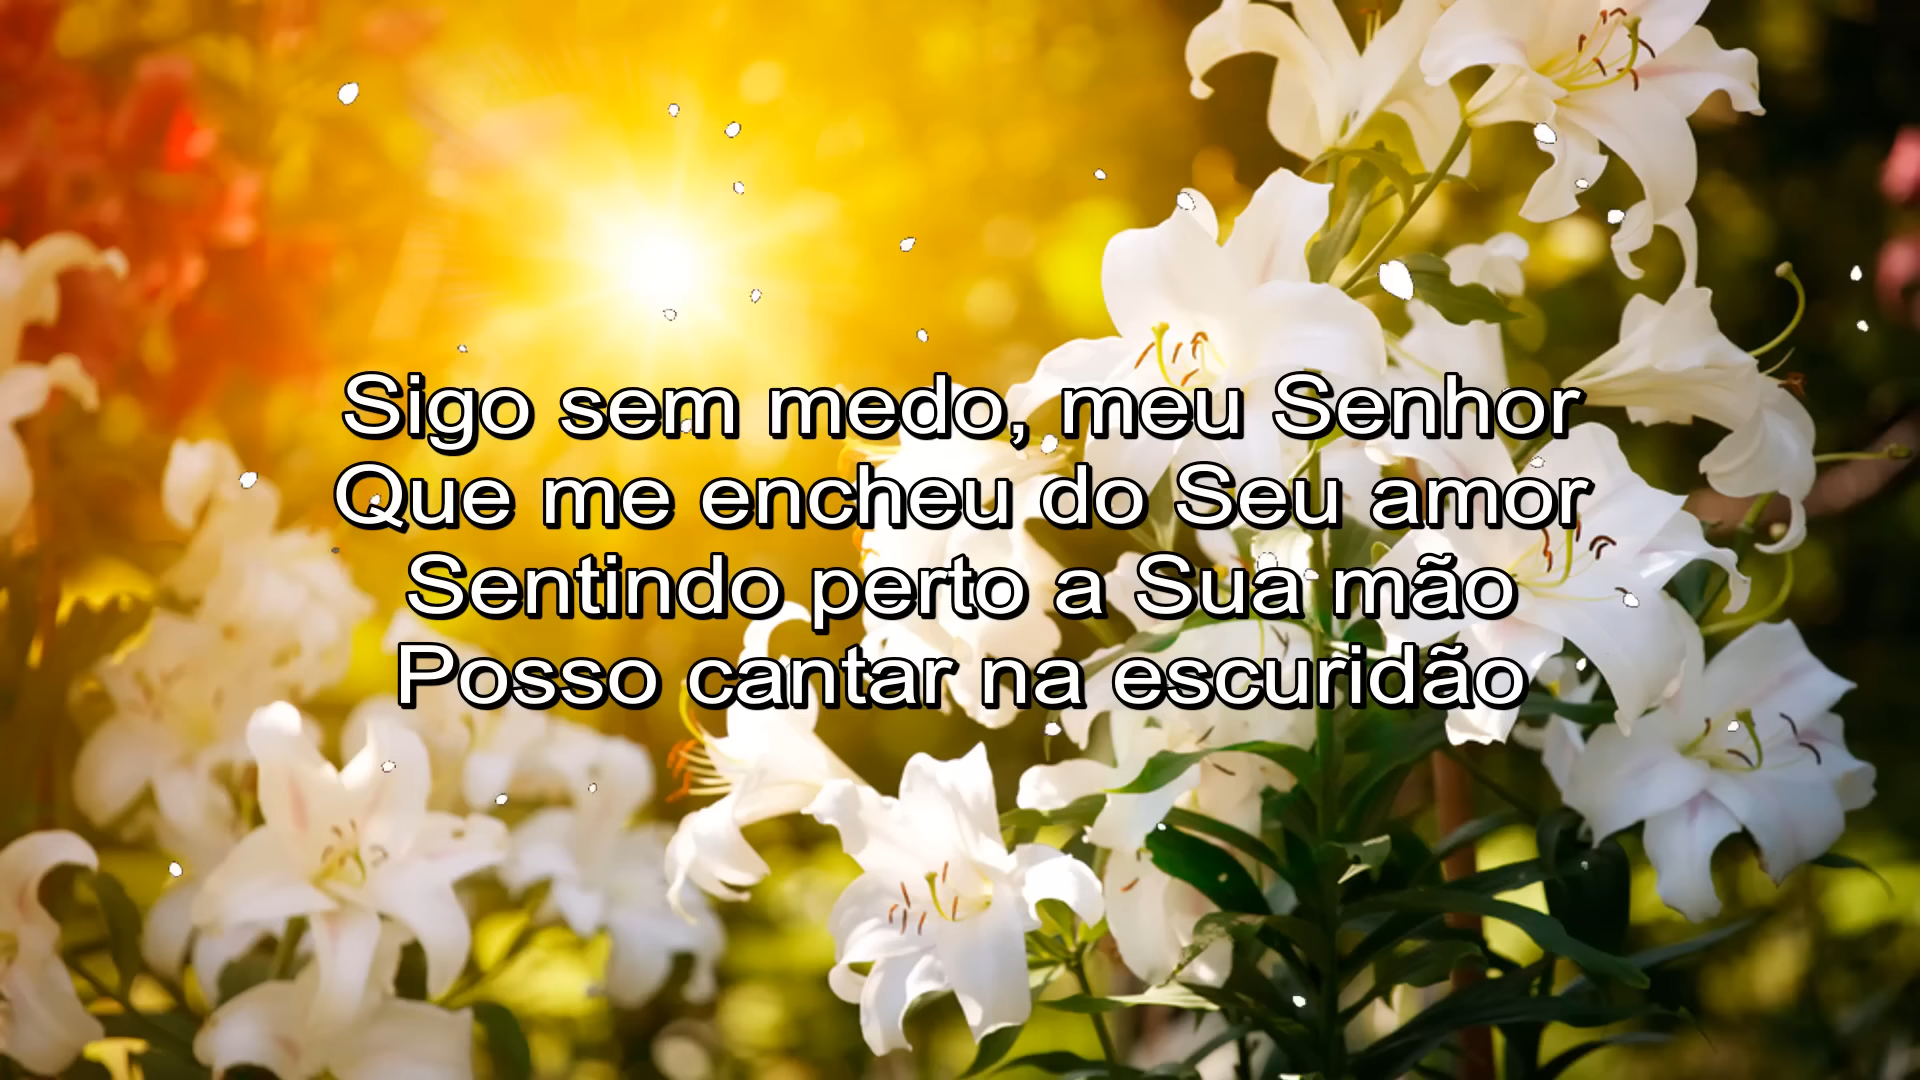 Sigo sem medo, meu Senhor
Que me encheu do Seu amor
Sentindo perto a Sua mão
Posso cantar na escuridão